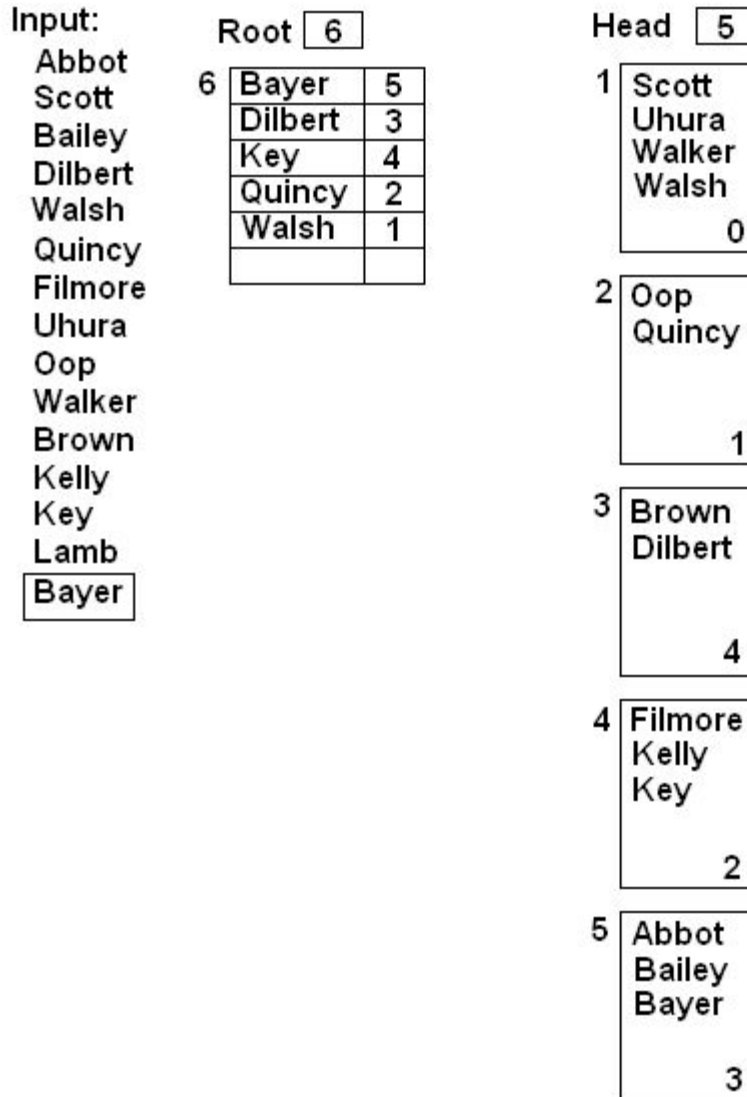 Input:
Abbot
Scott
Bailey
Dilbert
Walsh
Quincy
Filmore
Uhura
Oop
Walker
Brown
Kelly
Key
Lamb
Bayer
Root 6
6 Bayer 5
Dilbert 3
Key 4
Quincy 2
Walsh 1
Head 5
1 Scott
Uhura
Walker
Walsh
0
2 Oop
Quincy
1
3 Brown
Dilbert
4
4 Filmore
Kelly
Key
2
5 Abbot
Bailey
Bayer
3